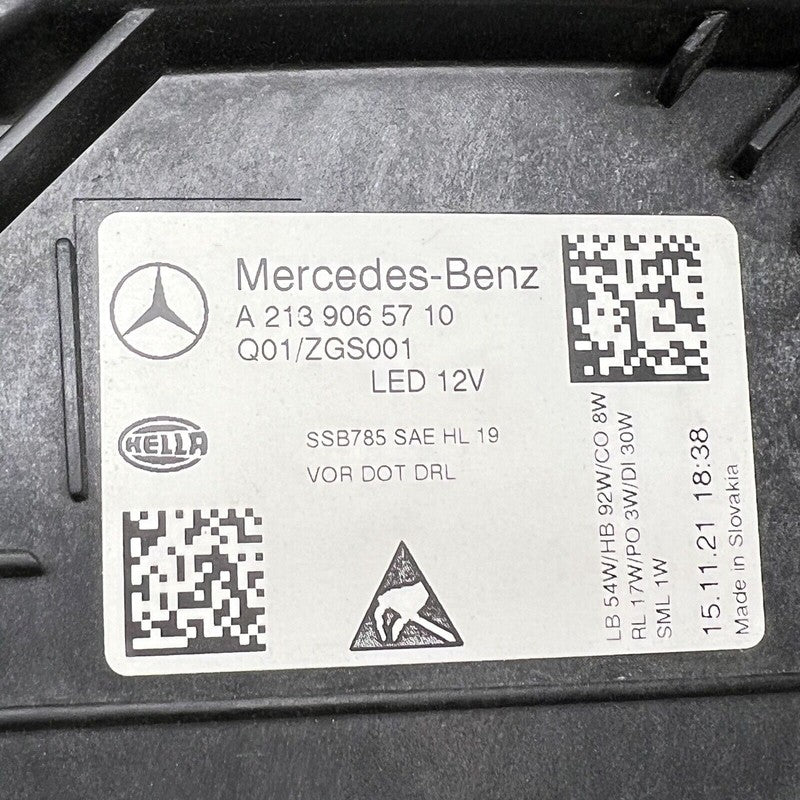 Mercedes-Benz
A 213 906 57 10
Q01/ZGS001
LED 12V
HELLA
SSB785 SAE HL 19
VOR DOT DRL
LB 54W/HB 92W/CO 8W
RL 17W/PO 3W/DI 30W
SML 1W
15.11.21 18:38
Made in Slovakia